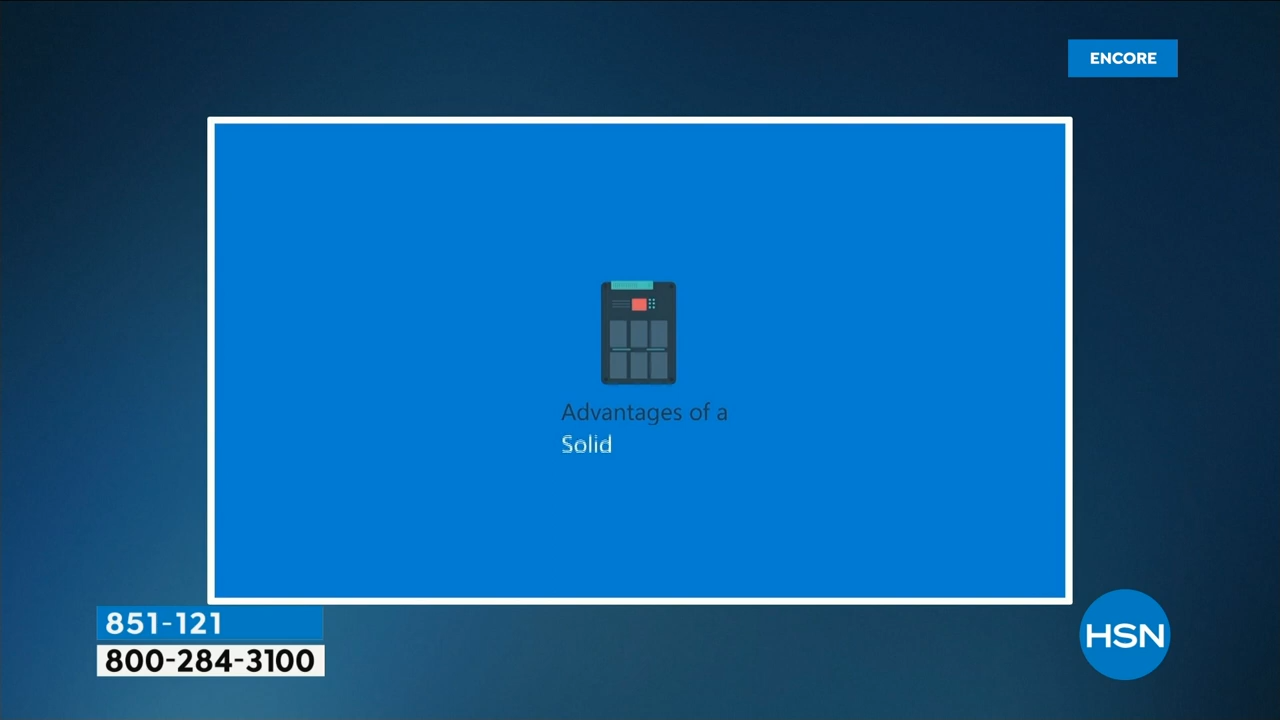 ENCORE
Advantages of a
Solid
851-121
800-284-3100
HSN